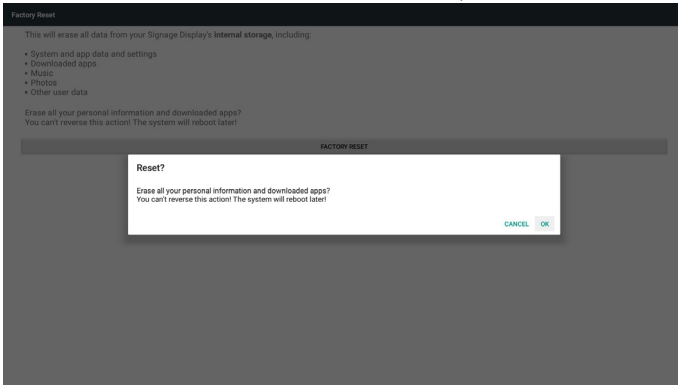 Factory Reset
This will erase all data from your Signage Display's internal storage, including:
• System and app data and settings
• Downloaded apps
• Music
• Photos
• Other user data
Erase all your personal information and downloaded apps?
You can't reverse this action! The system will reboot later!
FACTORY RESET
Reset?
Erase all your personal information and downloaded apps?
You can't reverse this action! The system will reboot later!
CANCEL OK